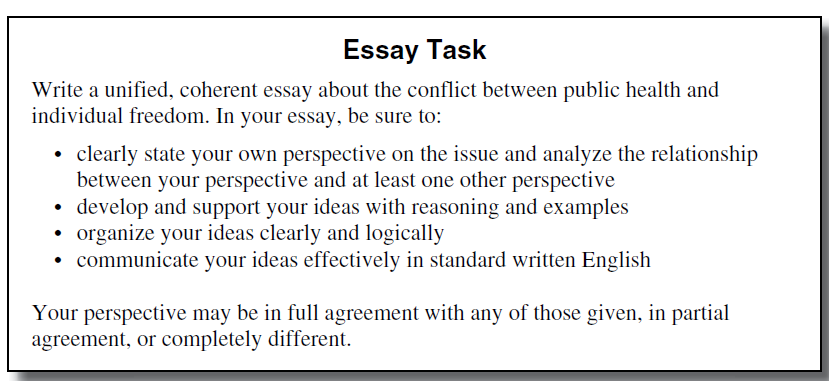 Essay Task
Write a unified, coherent essay about the conflict between public health and
individual freedom. In your essay, be sure to:
• clearly state your own perspective on the issue and analyze the relationship
between your perspective and at least one other perspective
• develop and support your ideas with reasoning and examples
• organize your ideas clearly and logically
• communicate your ideas effectively in standard written English
Your perspective may be in full agreement with any of those given, in partial
agreement, or completely different.